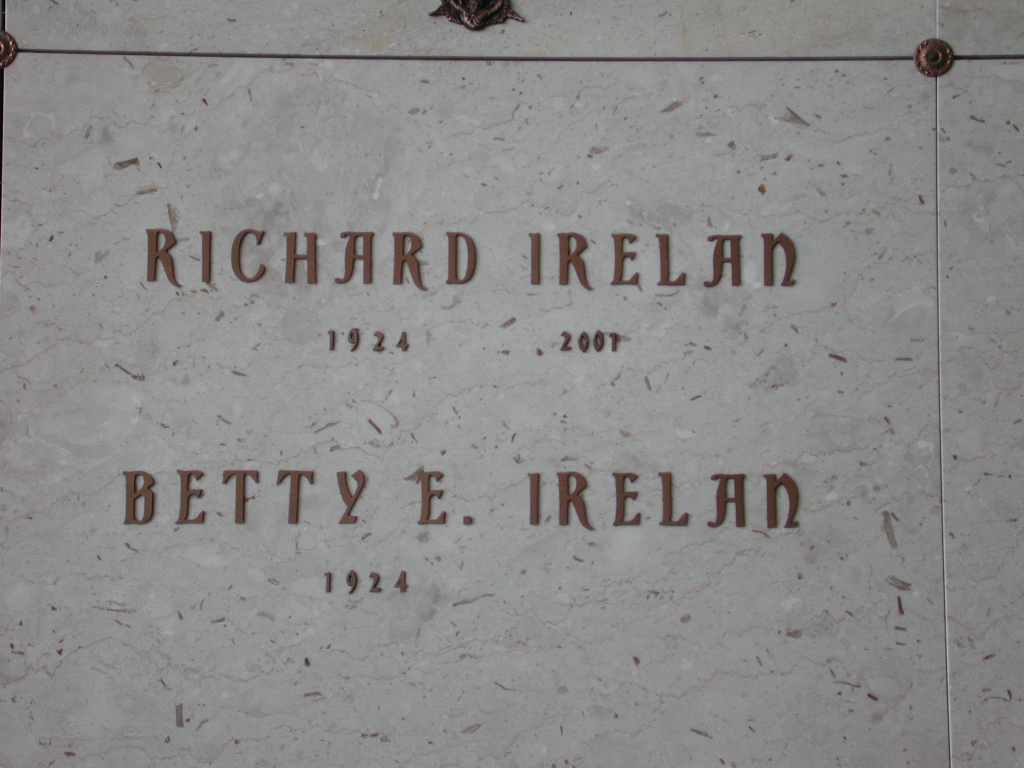 RICHARD IRELAN
1924 2001
BETTY E. IRELAN
1924